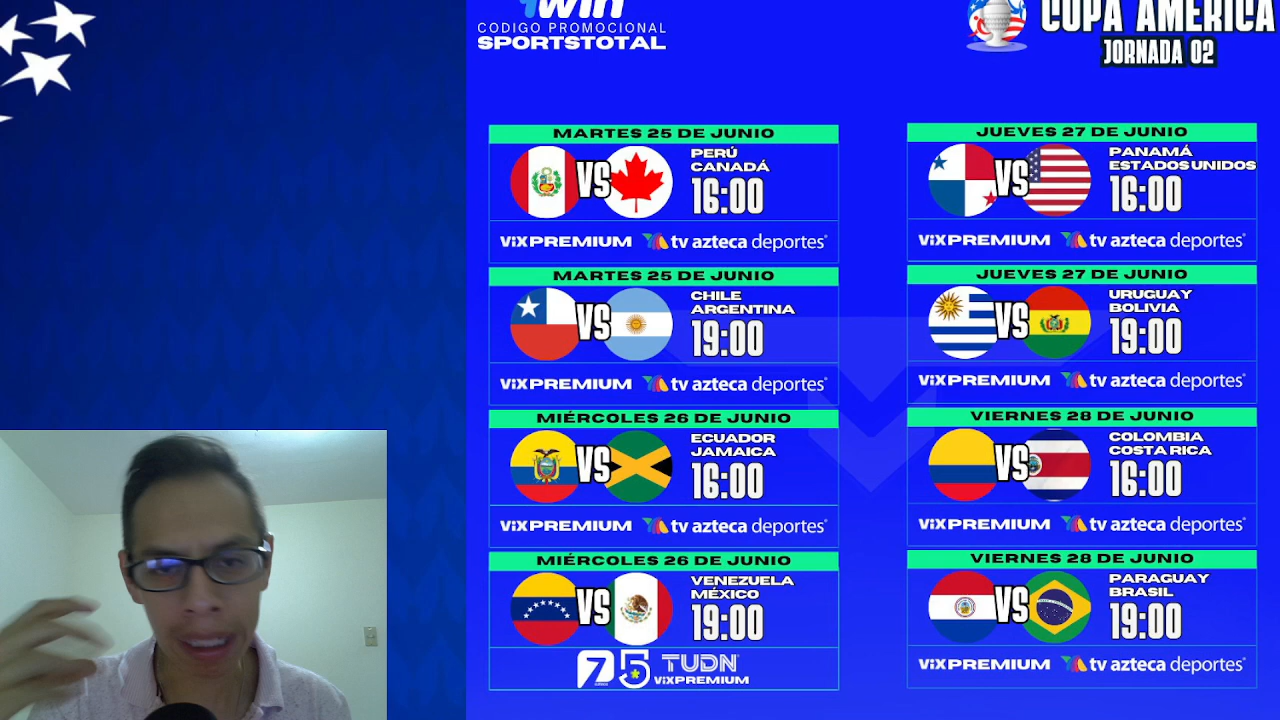 1win
CODIGO PROMOCIONAL
SPORTSTOTAL
COPA AMERICA
JORNADA 02
MARTES 25 DE JUNIO
VS
PERÚ
CANADÁ
16:00
VIXPREMIUM tv azteca deportes
MARTES 25 DE JUNIO
VS
CHILE
ARGENTINA
19:00
VIXPREMIUM tv azteca deportes
MIÉRCOLES 26 DE JUNIO
VS
ECUADOR
JAMAICA
16:00
VIXPREMIUM tv azteca deportes
MIÉRCOLES 26 DE JUNIO
VS
VENEZUELA
MÉXICO
19:00
7 5 TUDN
VIXPREMIUM
JUEVES 27 DE JUNIO
VS
PANAMÁ
ESTADOS UNIDOS
16:00
VIXPREMIUM tv azteca deportes
JUEVES 27 DE JUNIO
VS
URUGUAY
BOLIVIA
19:00
VIXPREMIUM tv azteca deportes
VIERNES 28 DE JUNIO
VS
COLOMBIA
COSTA RICA
16:00
VIXPREMIUM tv azteca deportes
VIERNES 28 DE JUNIO
VS
PARAGUAY
BRASIL
19:00
VIXPREMIUM tv azteca deportes